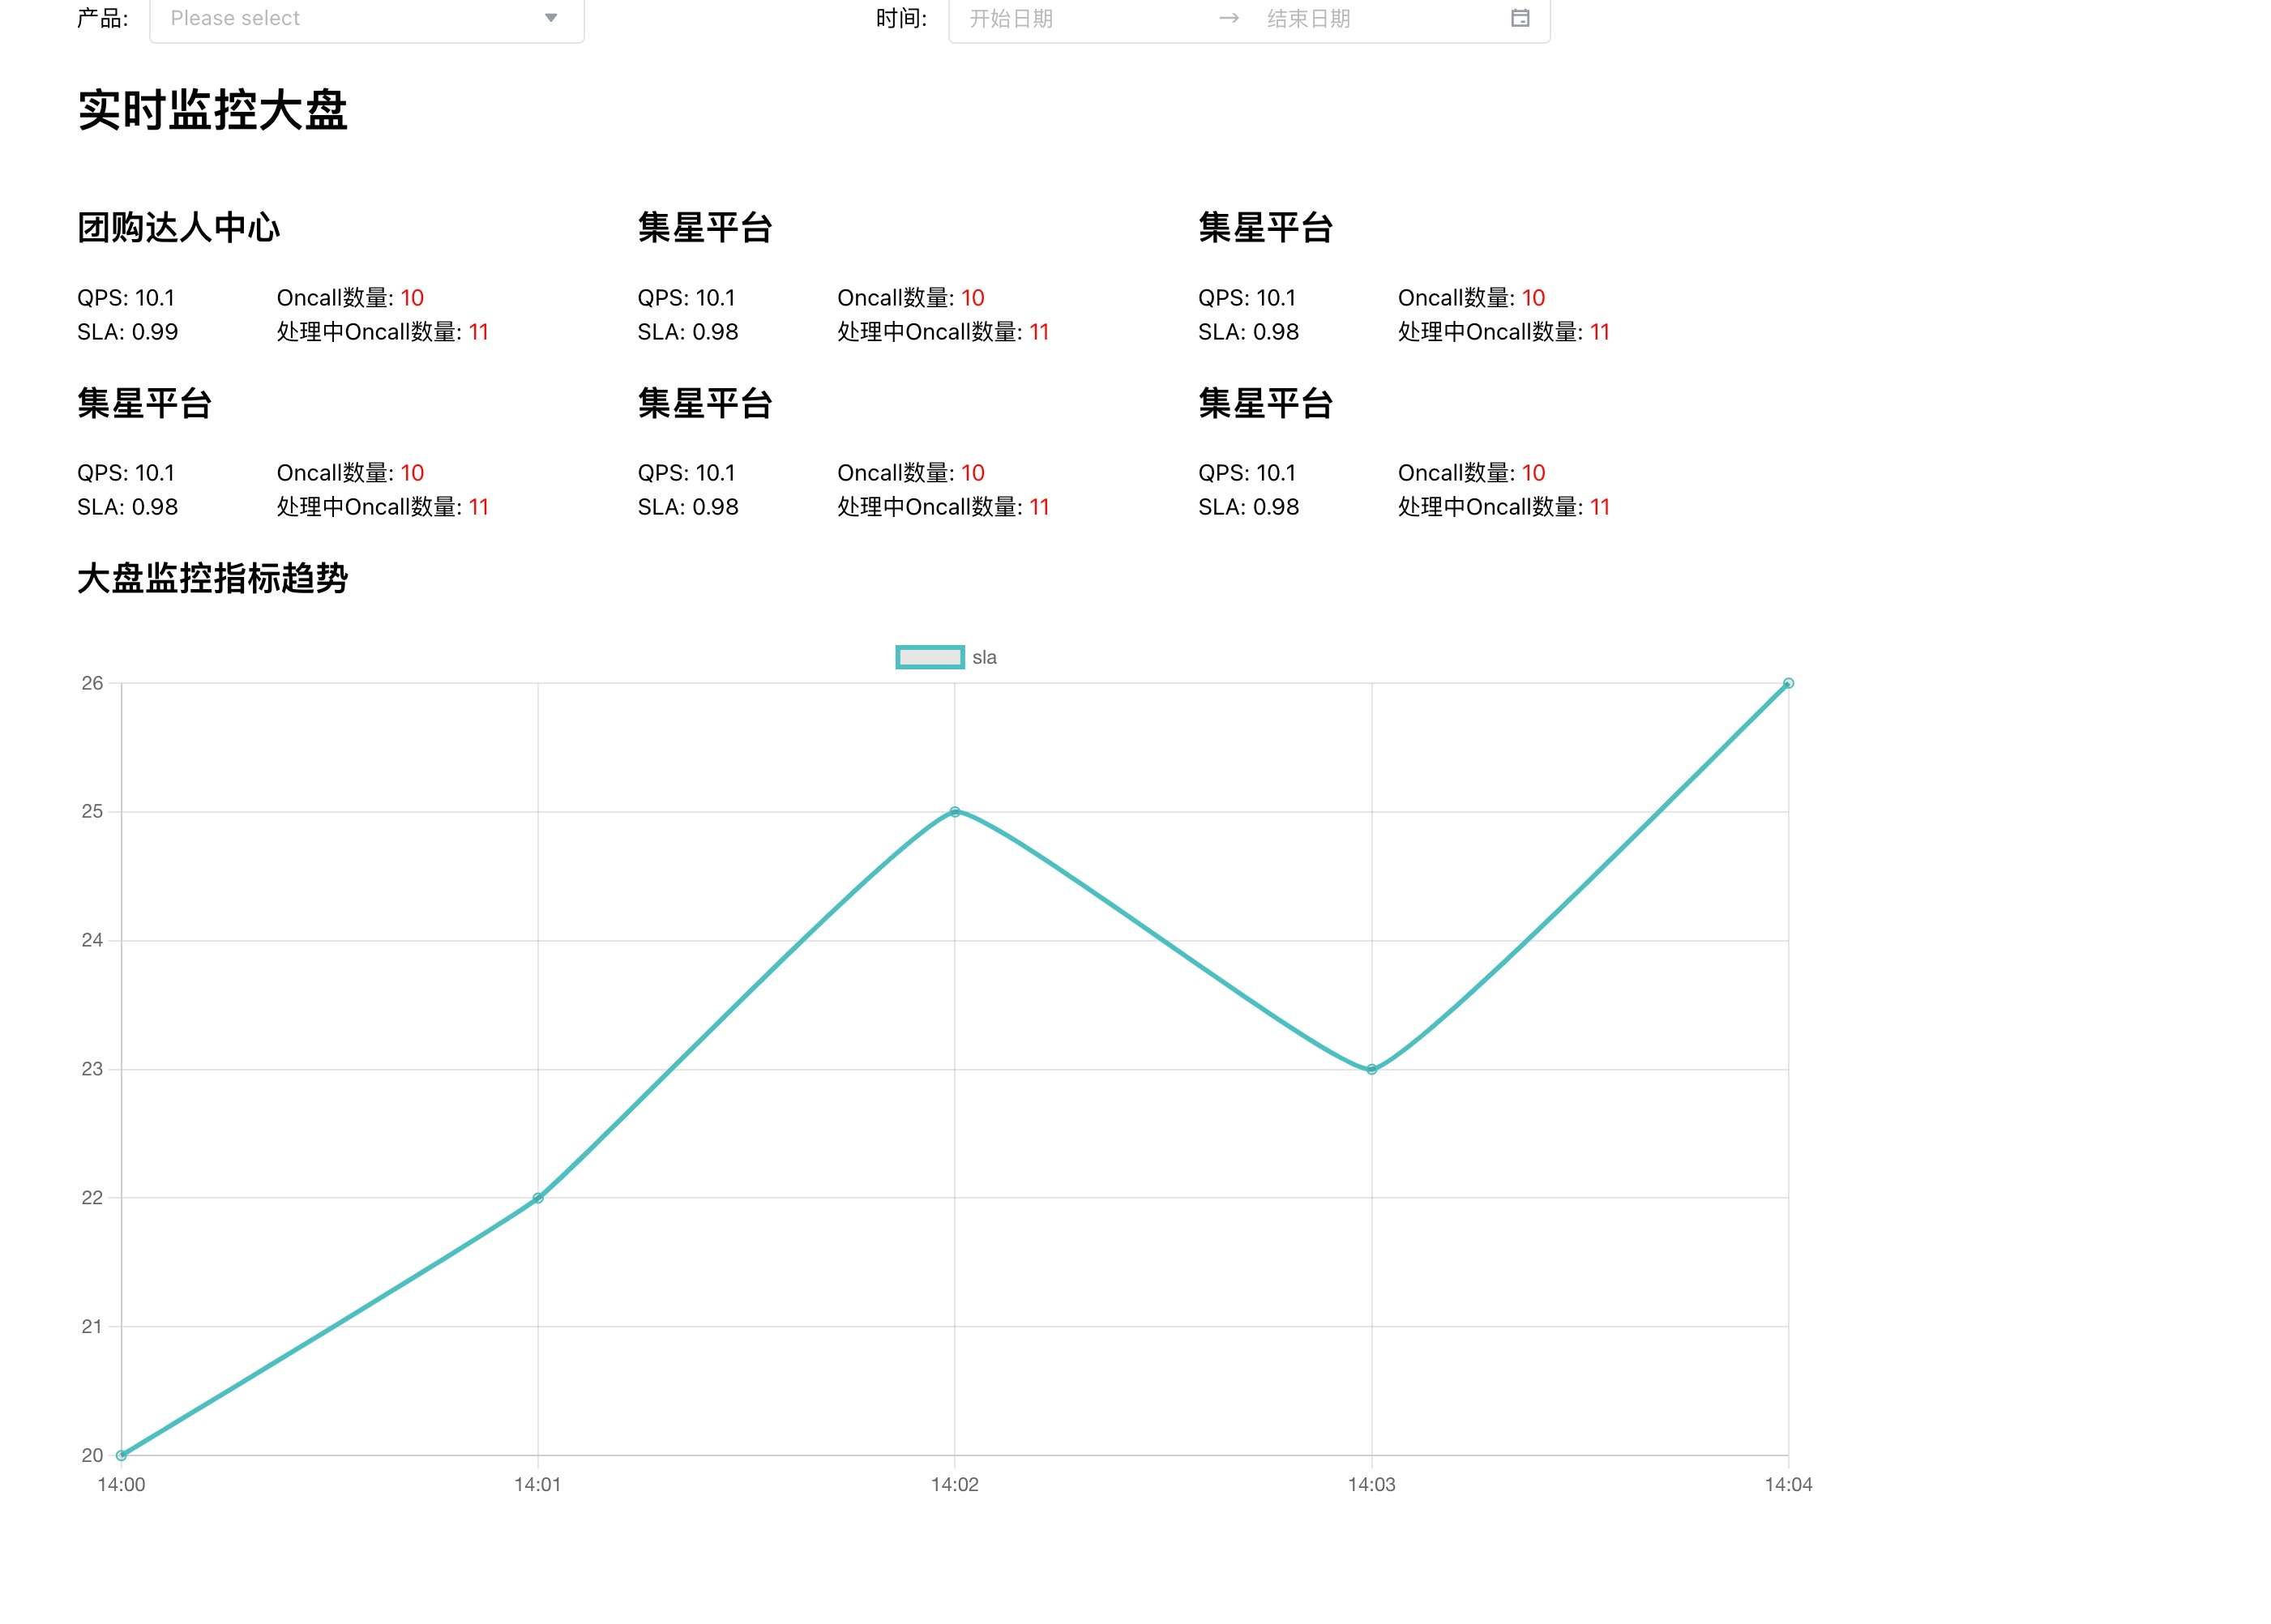 产品: Please select 时间: 开始日期 → 结束日期
实时监控大盘
团购达人中心 集星平台 集星平台
QPS: 10.1 Oncall数量: 10 QPS: 10.1 Oncall数量: 10 QPS: 10.1 Oncall数量: 10
SLA: 0.99 处理中Oncall数量: 11 SLA: 0.98 处理中Oncall数量: 11 SLA: 0.98 处理中Oncall数量: 11
集星平台 集星平台 集星平台
QPS: 10.1 Oncall数量: 10 QPS: 10.1 Oncall数量: 10 QPS: 10.1 Oncall数量: 10
SLA: 0.98 处理中Oncall数量: 11 SLA: 0.98 处理中Oncall数量: 11 SLA: 0.98 处理中Oncall数量: 11
大盘监控指标趋势
sla
26
25
24
23
22
21
20
14:00 14:01 14:02 14:03 14:04